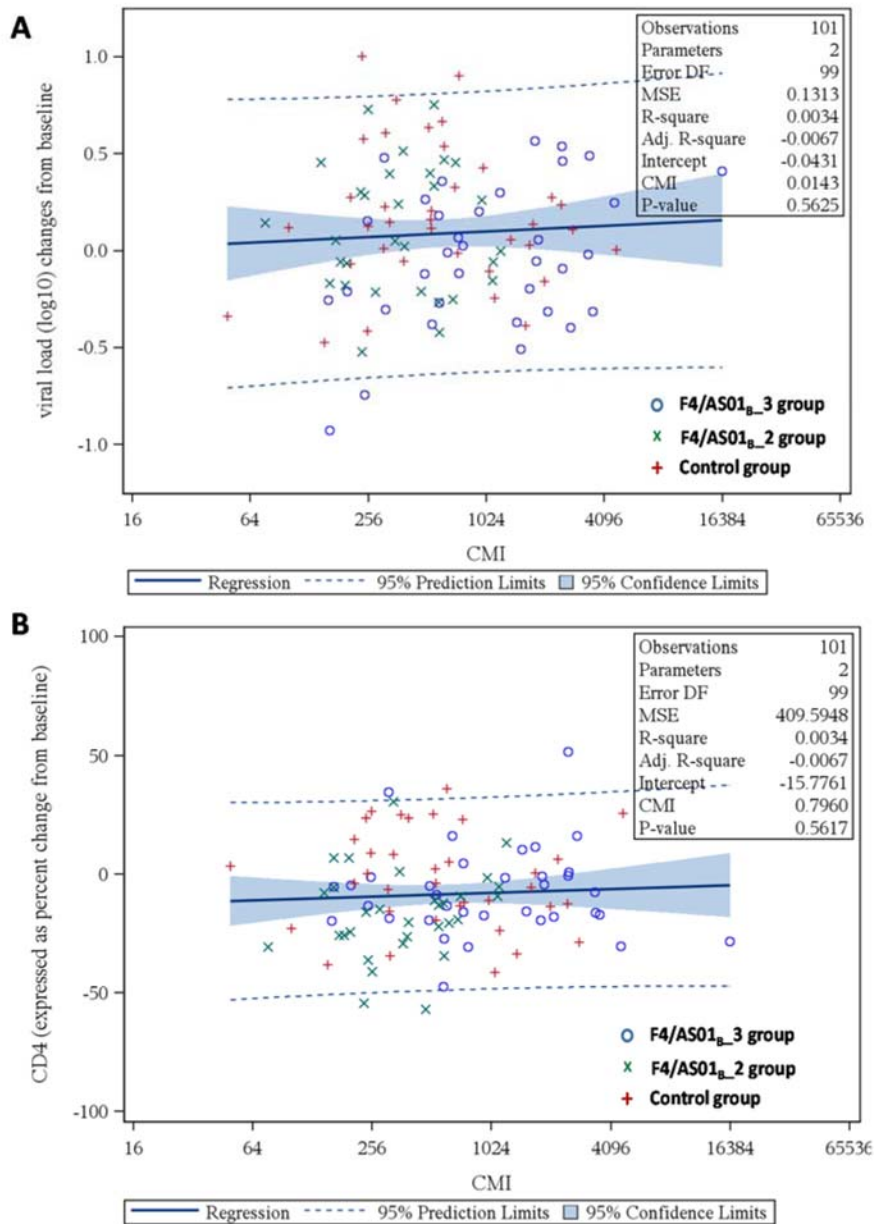 A
viral load (log10) changes from baseline
1.0
0.5
0.0
-0.5
-1.0
Observations 101
Parameters 2
Error DF 99
MSE 0.1313
R-square 0.0034
Adj. R-square -0.0067
Intercept -0.0431
CMI 0.0143
P-value 0.5625
F4/AS01B_3 group
F4/AS01B_2 group
Control group
16 64 256 1024 4096 16384 65536
CMI
Regression 95% Prediction Limits 95% Confidence Limits
B
CD4 (expressed as percent change from baseline)
100
50
0
-50
-100
Observations 101
Parameters 2
Error DF 99
MSE 409.5948
R-square 0.0034
Adj. R-square -0.0067
Intercept -15.7761
CMI 0.7960
P-value 0.5617
F4/AS01B_3 group
F4/AS01B_2 group
Control group
16 64 256 1024 4096 16384 65536
CMI
Regression 95% Prediction Limits 95% Confidence Limits